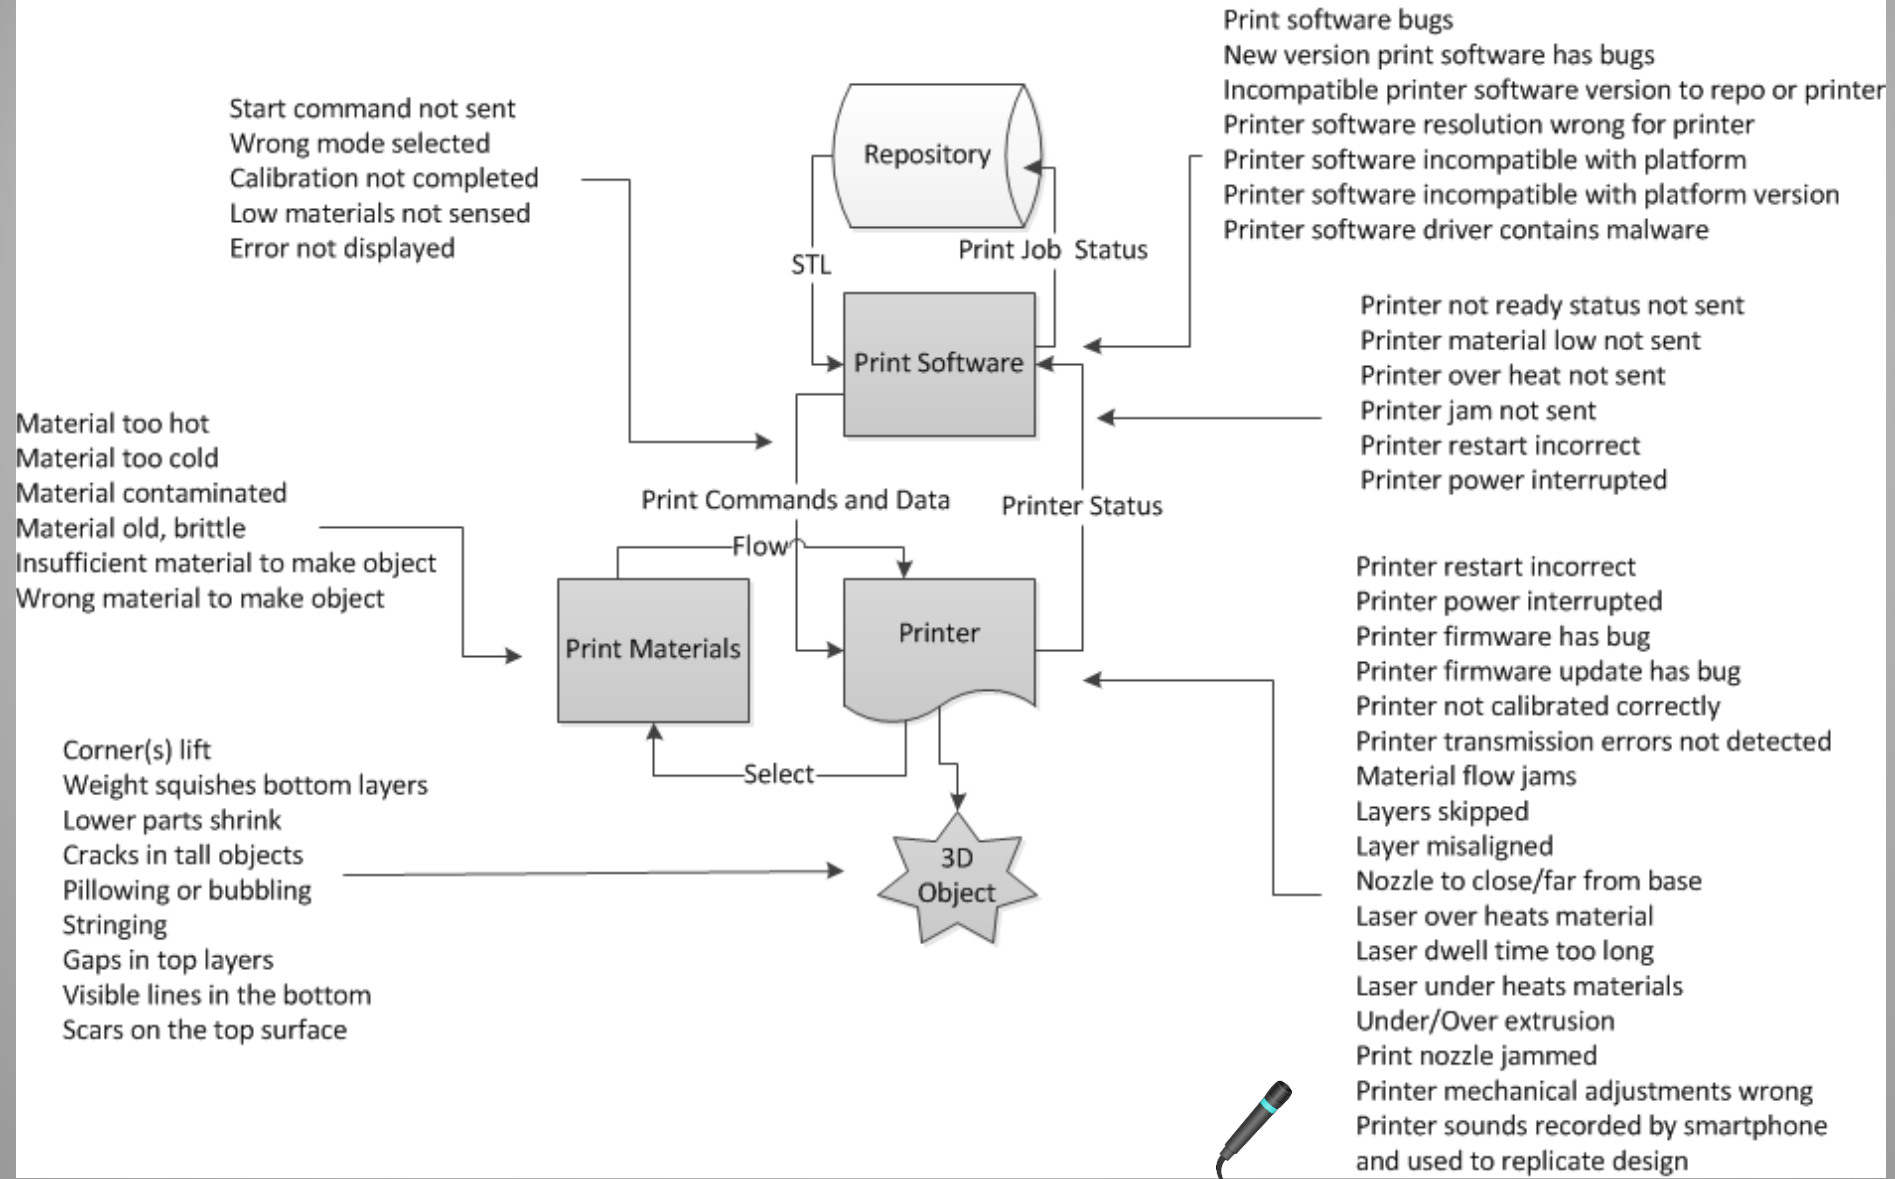 Print software bugs
New version print software has bugs
Incompatible printer software version to repo or printer
Printer software resolution wrong for printer
Printer software incompatible with platform
Printer software incompatible with platform version
Printer software driver contains malware
Start command not sent
Wrong mode selected
Calibration not completed
Low materials not sensed
Error not displayed
Repository
STL
Print Job Status
Print Software
Printer not ready status not sent
Printer material low not sent
Printer over heat not sent
Printer jam not sent
Printer restart incorrect
Printer power interrupted
Material too hot
Material too cold
Material contaminated
Material old, brittle
Insufficient material to make object
Wrong material to make object
Print Commands and Data
Printer Status
Flow
Print Materials
Printer
Select
3D
Object
Printer restart incorrect
Printer power interrupted
Printer firmware has bug
Printer firmware update has bug
Printer not calibrated correctly
Printer transmission errors not detected
Material flow jams
Layers skipped
Layer misaligned
Nozzle to close/far from base
Laser over heats material
Laser dwell time too long
Laser under heats materials
Under/Over extrusion
Print nozzle jammed
Printer mechanical adjustments wrong
Printer sounds recorded by smartphone
and used to replicate design
Corner(s) lift
Weight squishes bottom layers
Lower parts shrink
Cracks in tall objects
Pillowing or bubbling
Stringing
Gaps in top layers
Visible lines in the bottom
Scars on the top surface